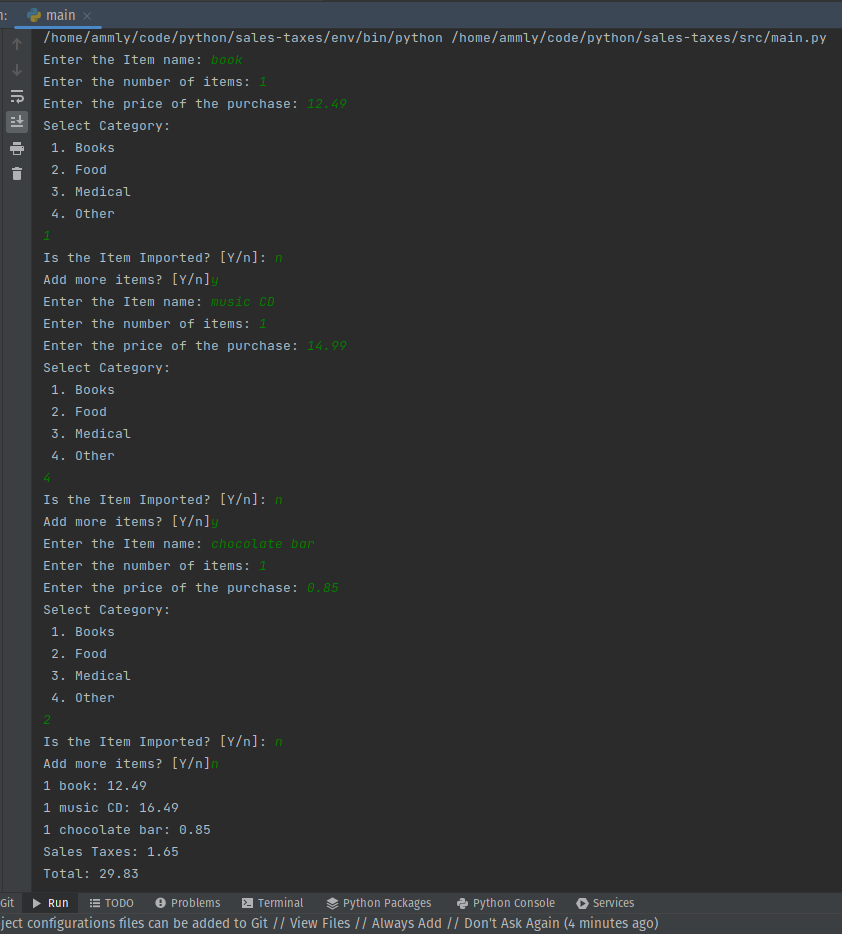 n: main
/home/ammly/code/python/sales-taxes/env/bin/python /home/ammly/code/python/sales-taxes/src/main.py
Enter the Item name: book
Enter the number of items: 1
Enter the price of the purchase: 12.49
Select Category:
1. Books
2. Food
3. Medical
4. Other
1
Is the Item Imported? [Y/n]: n
Add more items? [Y/n]y
Enter the Item name: music CD
Enter the number of items: 1
Enter the price of the purchase: 14.99
Select Category:
1. Books
2. Food
3. Medical
4. Other
4
Is the Item Imported? [Y/n]: n
Add more items? [Y/n]y
Enter the Item name: chocolate bar
Enter the number of items: 1
Enter the price of the purchase: 0.85
Select Category:
1. Books
2. Food
3. Medical
4. Other
2
Is the Item Imported? [Y/n]: n
Add more items? [Y/n]n
1 book: 12.49
1 music CD: 16.49
1 chocolate bar: 0.85
Sales Taxes: 1.65
Total: 29.83
Git Run TODO Problems Terminal Python Packages Python Console Services
ject configurations files can be added to Git // View Files // Always Add // Don't Ask Again (4 minutes ago)